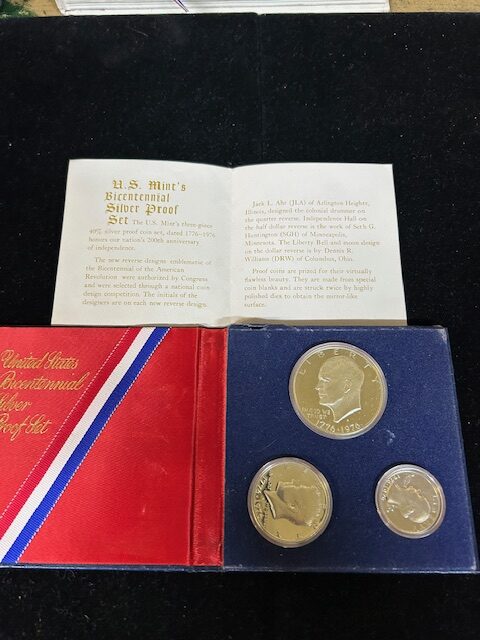 U.S. Mint's
Bicentennial
Silver Proof
Set The U.S. Mint's three-piece
40% silver proof coin set, dated 1776–1976
honors our nation's 200th anniversary
of independence.
The new reverse designs emblematic of
the Bicentennial of the American
Revolution were authorized by Congress
and were selected through a national coin
design competition. The initials of the
designers are on each new reverse design.
Jack L. Ahr (JLA) of Arlington Heights,
Illinois, designed the colonial drummer on
the quarter reverse. Independence Hall on
the half dollar reverse is the work of Seth G.
Huntington (SGH) of Minneapolis,
Minnesota. The Liberty Bell and moon design
on the dollar reverse is by Dennis R.
Williams (DRW) of Columbus, Ohio.
Proof coins are prized for their virtually
flawless beauty. They are made from special
coin blanks and are struck twice by highly
polished dies to obtain the mirror-like
surface.
United States
Bicentennial
Silver
Proof Set
LIBERTY
IN GOD WE
TRUST
1776·1976